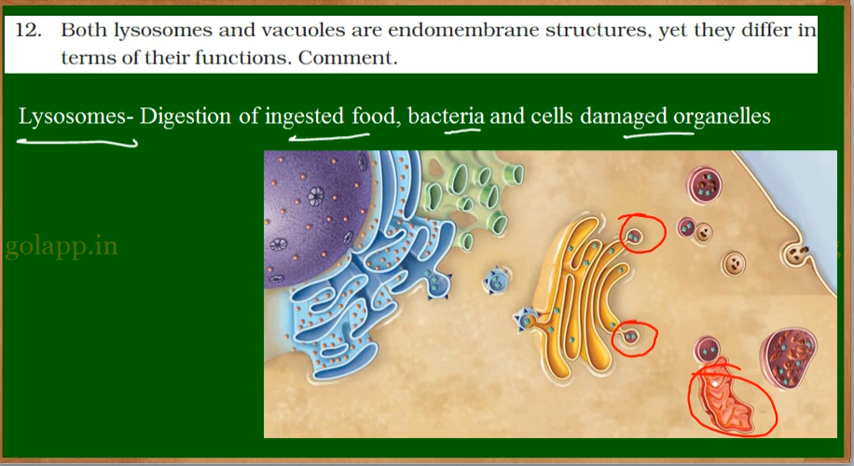 12. Both lysosomes and vacuoles are endomembrane structures, yet they differ in
terms of their functions. Comment.
Lysosomes- Digestion of ingested food, bacteria and cells damaged organelles
golapp.in